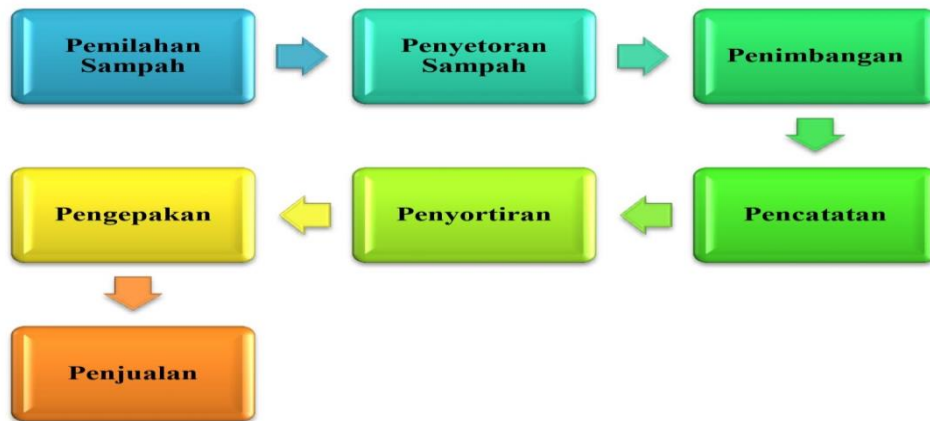 Pemilahan
Sampah
Penyetoran
Sampah
Penimbangan
Pencatatan
Penyortiran
Pengepakan
Penjualan